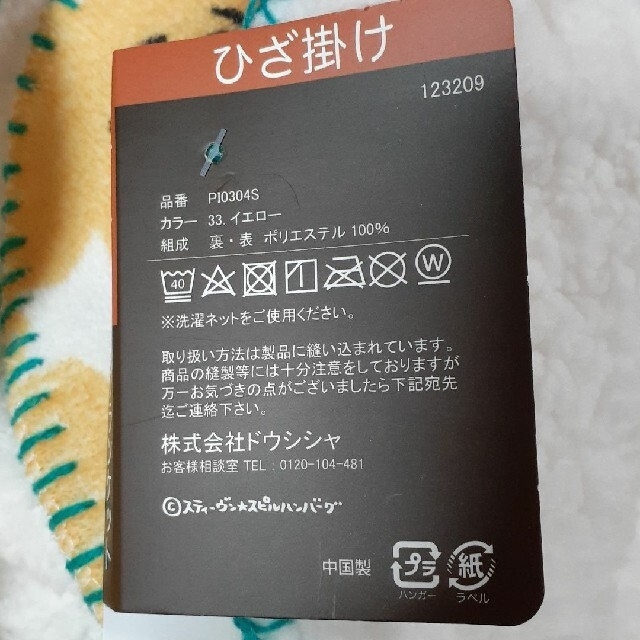 ひざ掛け
123209
品番 PI0304S
カラー 33.イエロー
組成 裏・表 ポリエステル 100%
40
W
※洗濯ネットをご使用ください。
取り扱い方法は製品に縫い込まれています。
商品の縫製等には十分注意をしておりますが
万一お気づきの点がございましたら下記宛先
迄ご連絡下さい。
株式会社ドウシシャ
お客様相談室 TEL : 0120-104-481
©スティーヴン★スピルハンバーグ
中国製
プラ
ハンガー
紙
ラベル